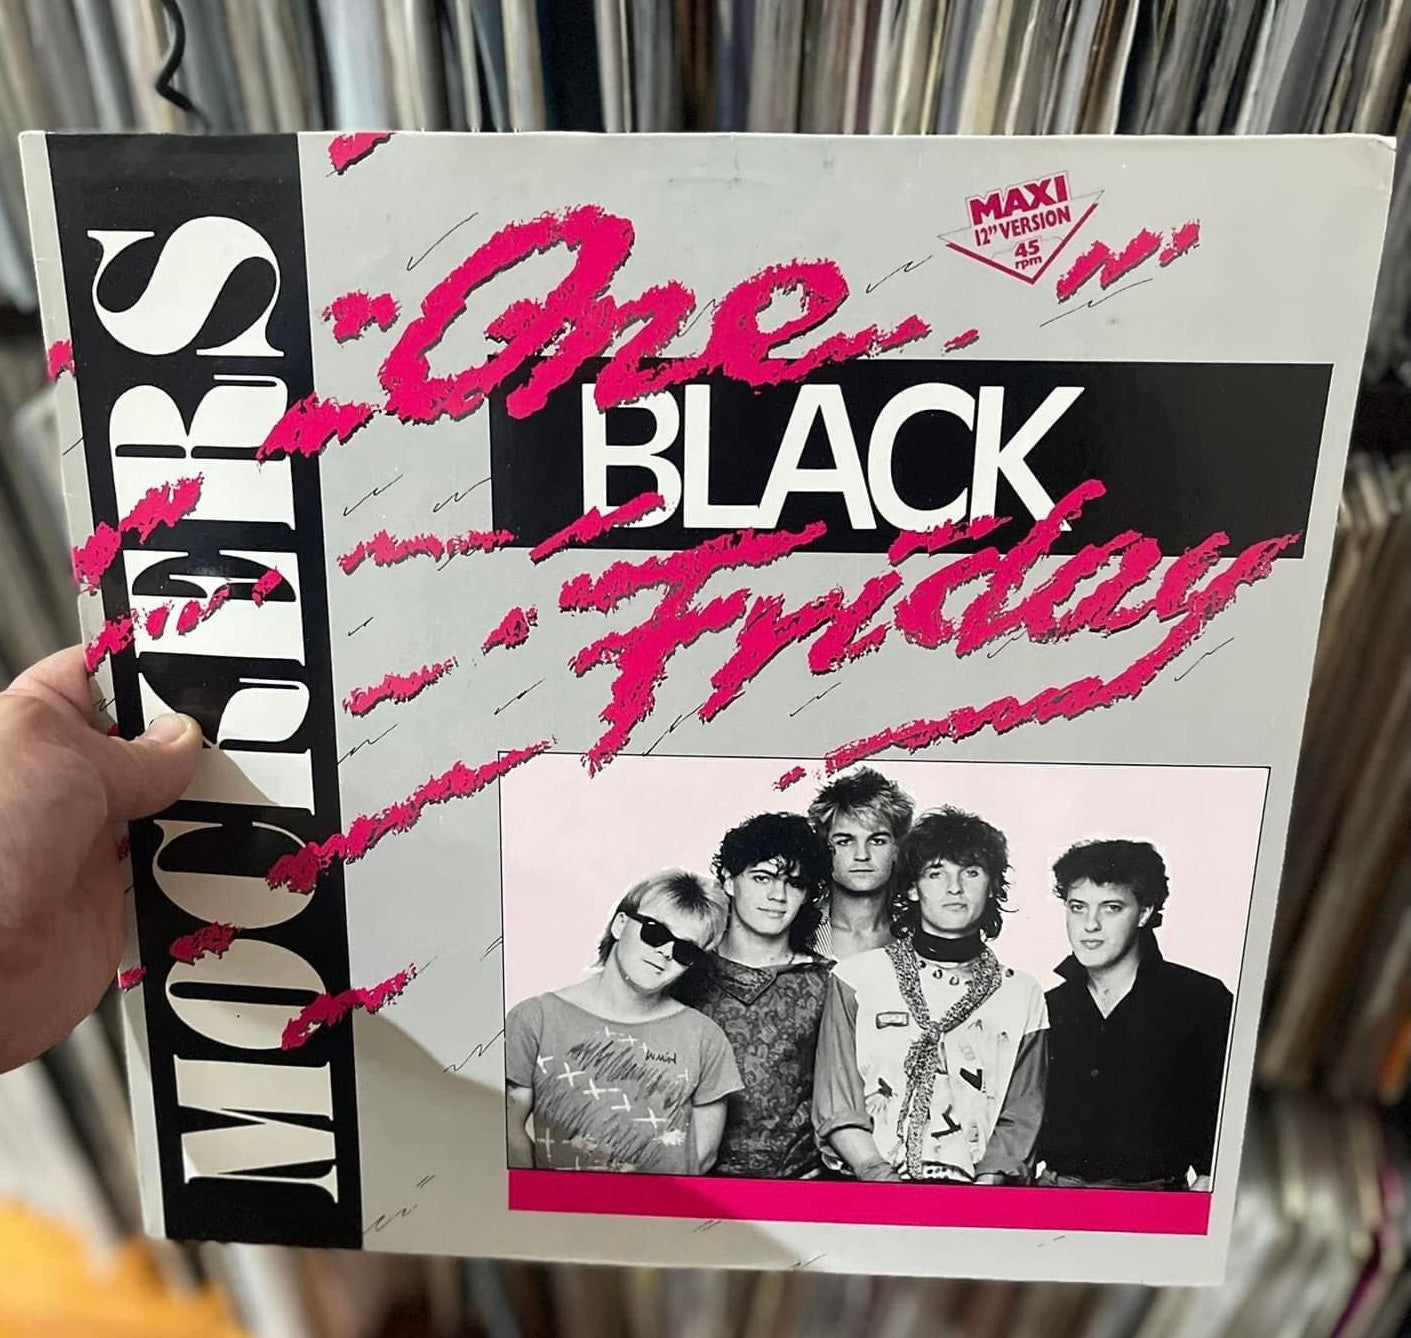 MOCKERS
One
BLACK
Friday
MAXI
12" VERSION
45
rpm